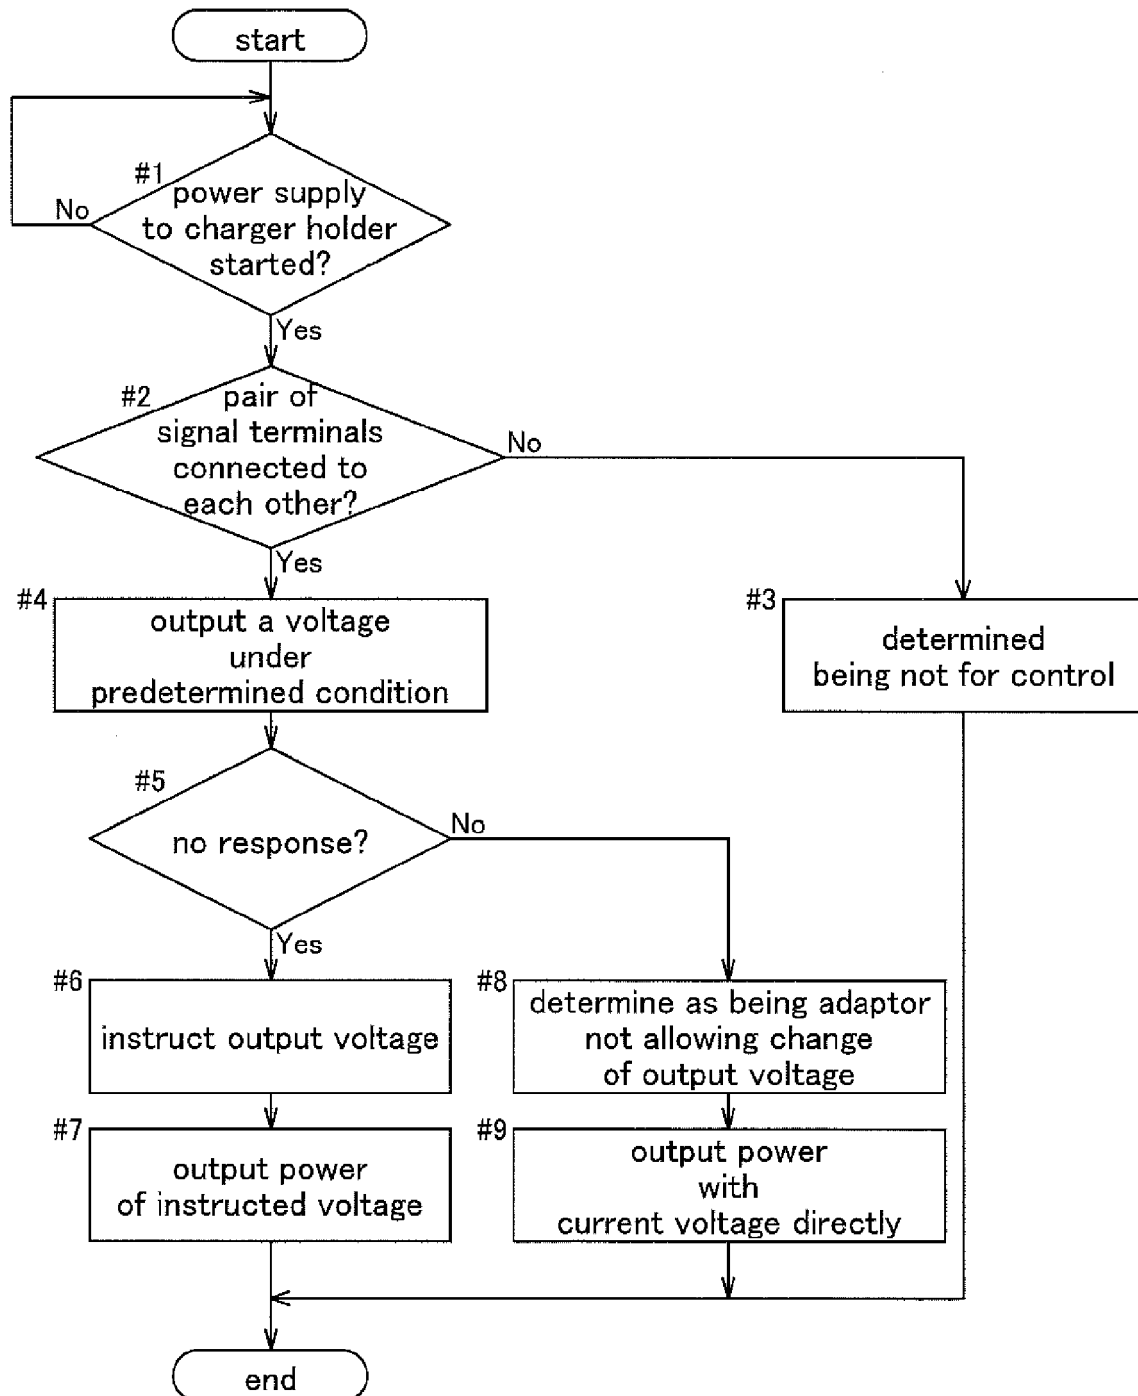 start
#1
power supply
to charger holder
started?
No
Yes
#2
pair of
signal terminals
connected to
each other?
No
Yes
#4
output a voltage
under
predetermined condition
#3
determined
being not for control
#5
no response?
No
Yes
#6
instruct output voltage
#8
determine as being adaptor
not allowing change
of output voltage
#7
output power
of instructed voltage
#9
output power
with
current voltage directly
end